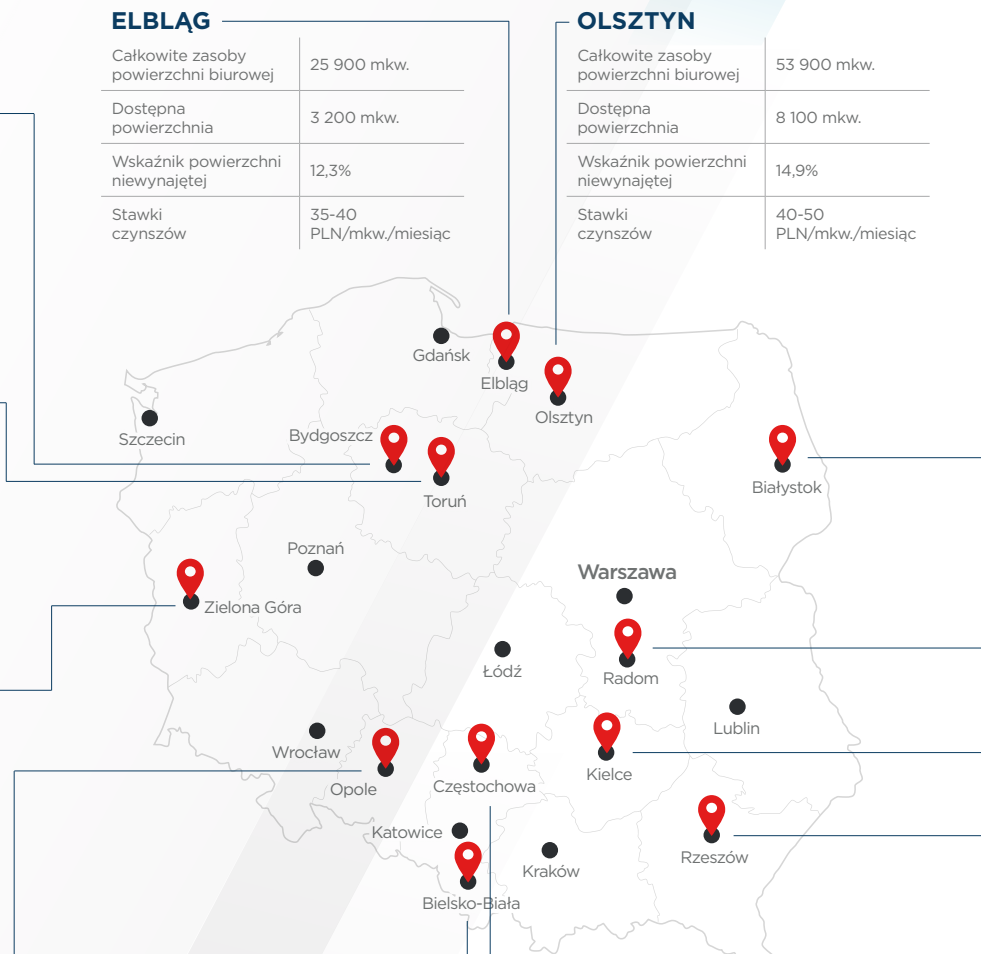 ELBLĄG
Całkowite zasoby
powierzchni biurowej
25 900 mkw.
Dostępna
powierzchnia
3 200 mkw.
Wskaźnik powierzchni
niewynajętej
12,3%
Stawki
czynszów
35-40
PLN/mkw./miesiąc
OLSZTYN
Całkowite zasoby
powierzchni biurowej
53 900 mkw.
Dostępna
powierzchnia
8 100 mkw.
Wskaźnik powierzchni
niewynajętej
14,9%
Stawki
czynszów
40-50
PLN/mkw./miesiąc
Gdańsk
Elbląg
Olsztyn
Szczecin
Bydgoszcz
Toruń
Białystok
Poznań
Warszawa
Zielona Góra
Łódź
Radom
Lublin
Wrocław
Opole
Częstochowa
Kielce
Katowice
Kraków
Rzeszów
Bielsko-Biała